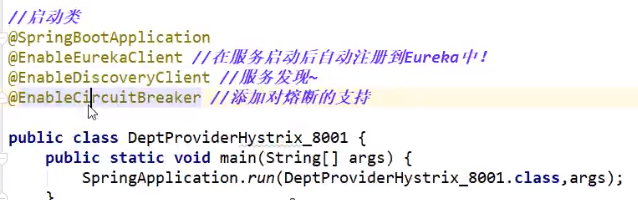 //启动类
@SpringBootApplication
@EnableEurekaClient //在服务启动后自动注册到Eureka中!
@EnableDiscoveryClient //服务发现~
@EnableCircuitBreaker //添加对熔断的支持
public class DeptProviderHystrix_8001 {
public static void main(String[] args) {
SpringApplication.run(DeptProviderHystrix_8001.class,args);
}